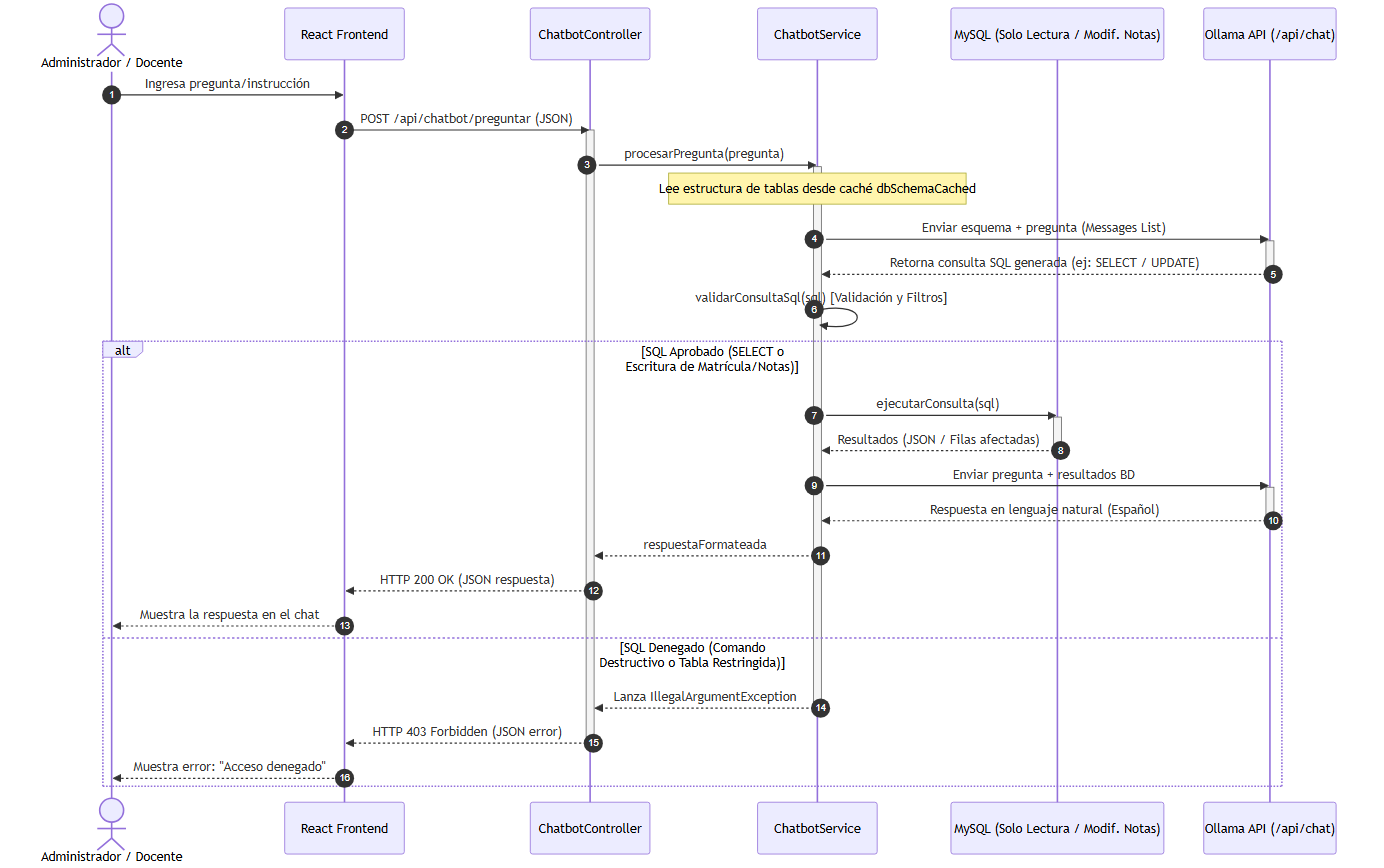 React Frontend
ChatbotController
ChatbotService
MySQL (Solo Lectura / Modif. Notas)
Ollama API (/api/chat)
Administrador / Docente
Ingresa pregunta/instrucción
1
POST /api/chatbot/preguntar (JSON)
2
procesarPregunta(pregunta)
3
Lee estructura de tablas desde caché dbSchemaCached
Enviar esquema + pregunta (Messages List)
4
Retorna consulta SQL generada (ej: SELECT / UPDATE)
5
validarConsultaSql(sql) [Validación y Filtros]
6
alt
[SQL Aprobado (SELECT o
Escritura de Matrícula/Notas)]
ejecutarConsulta(sql)
7
Resultados (JSON / Filas afectadas)
8
Enviar pregunta + resultados BD
9
Respuesta en lenguaje natural (Español)
10
respuestaFormateada
11
HTTP 200 OK (JSON respuesta)
12
Muestra la respuesta en el chat
13
[SQL Denegado (Comando
Destructivo o Tabla Restringida)]
Lanza IllegalArgumentException
14
HTTP 403 Forbidden (JSON error)
15
Muestra error: "Acceso denegado"
16
React Frontend
ChatbotController
ChatbotService
MySQL (Solo Lectura / Modif. Notas)
Ollama API (/api/chat)
Administrador / Docente